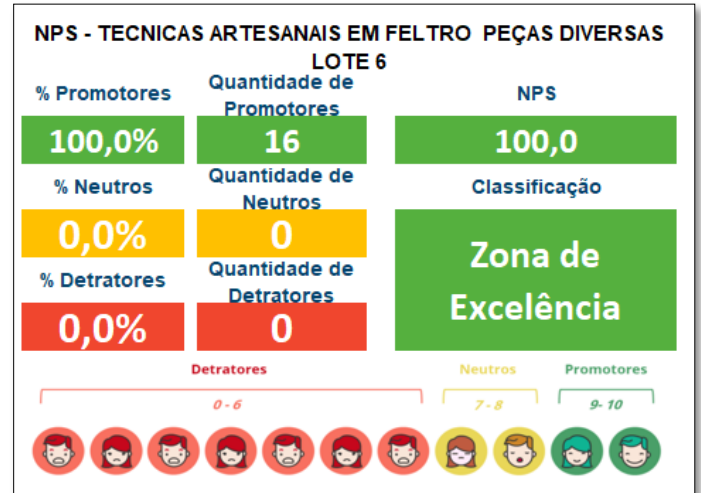 NPS - TECNICAS ARTESANAIS EM FELTRO PEÇAS DIVERSAS
LOTE 6
% Promotores
Quantidade de
Promotores
NPS
100,0%
16
100,0
% Neutros
Quantidade de
Neutros
Classificação
0,0%
0
Zona de
Excelência
% Detratores
Quantidade de
Detratores
0,0%
0
Detratores
Neutros
Promotores
0 - 6
7 - 8
9- 10